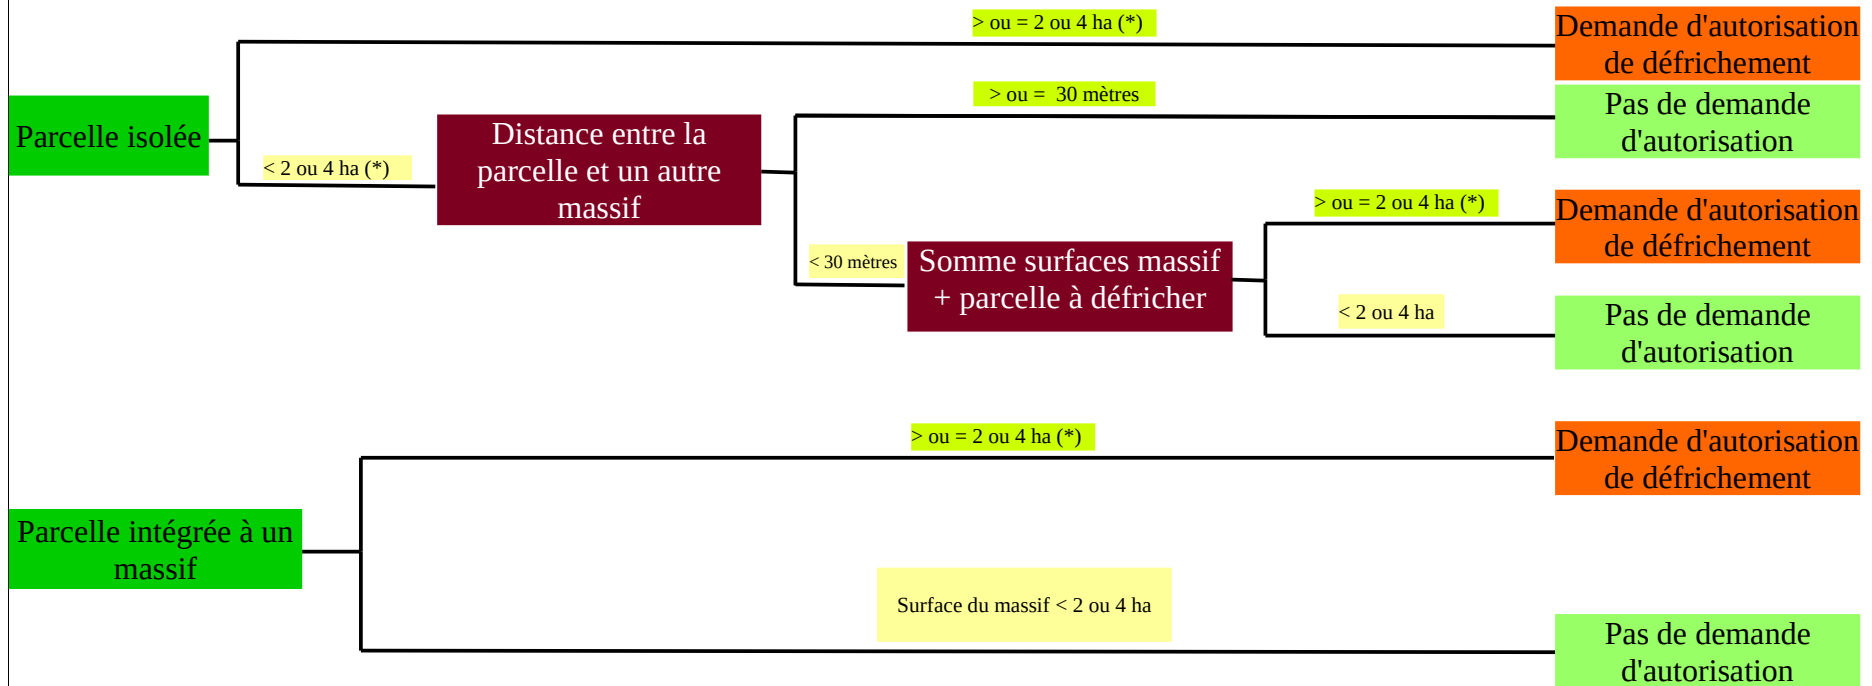 > ou = 2 ou 4 ha (*)
Demande d'autorisation
de défrichement
> ou =  30 mètres
Pas de demande
d'autorisation
Parcelle isolée
< 2 ou 4 ha (*)
Distance entre la
parcelle et un autre
massif
> ou = 2 ou 4 ha (*)
Demande d'autorisation
de défrichement
< 30 mètres
Somme surfaces massif
+ parcelle à défricher
< 2 ou 4 ha
Pas de demande
d'autorisation
> ou = 2 ou 4 ha (*)
Demande d'autorisation
de défrichement
Parcelle intégrée à un
massif
Surface du massif < 2 ou 4 ha
Pas de demande
d'autorisation